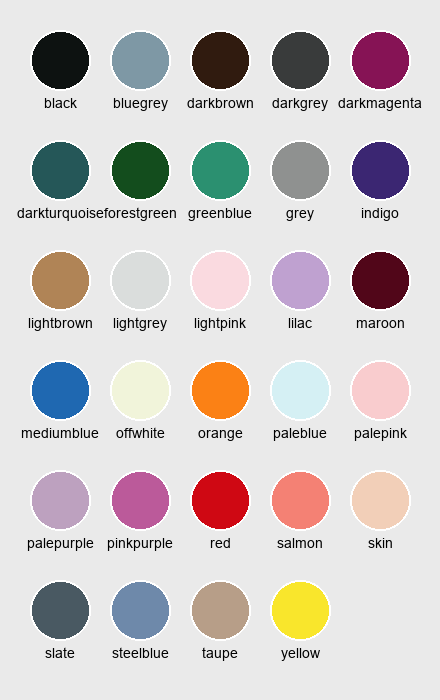 black bluegrey darkbrown darkgrey darkmagenta
darkturquoise forestgreen greenblue grey indigo
lightbrown lightgrey lightpink lilac maroon
mediumblue offwhite orange paleblue palepink
palepurple pinkpurple red salmon skin
slate steelblue taupe yellow